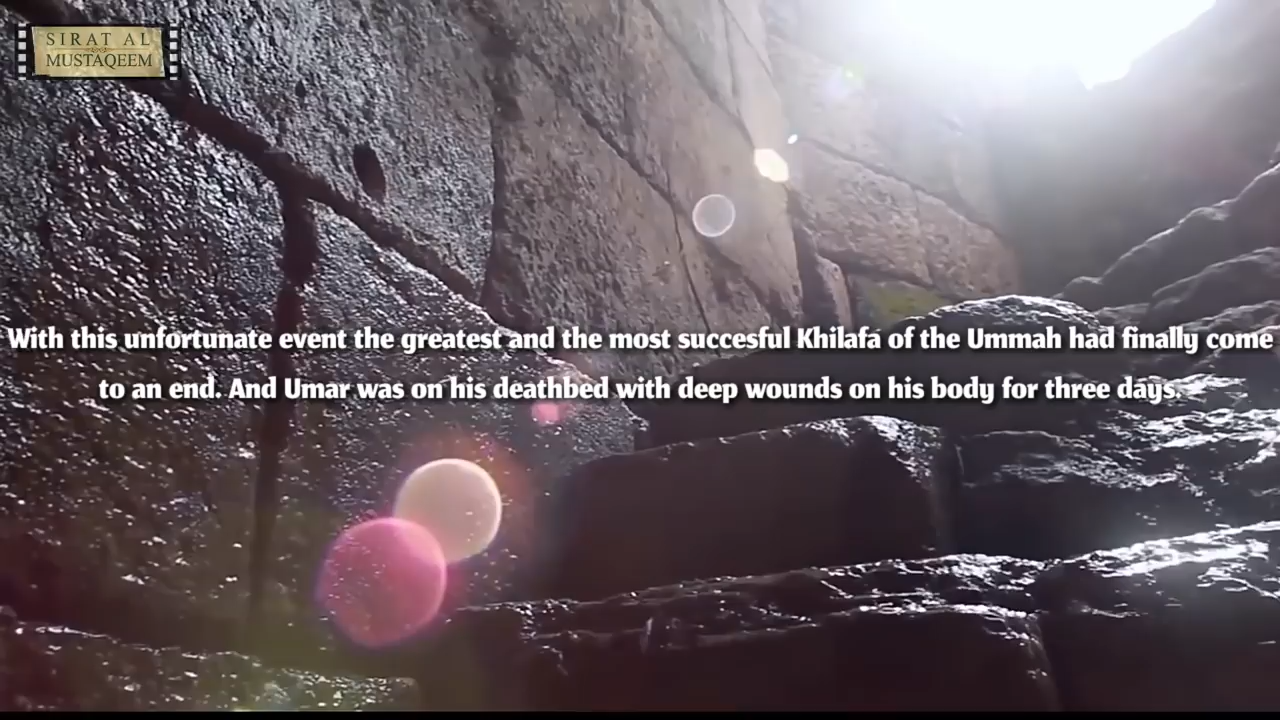 SIRAT AL
MUSTAQEEM
With this unfortunate event the greatest and the most succesful Khilafa of the Ummah had finally come
to an end. And Umar was on his deathbed with deep wounds on his body for three days.